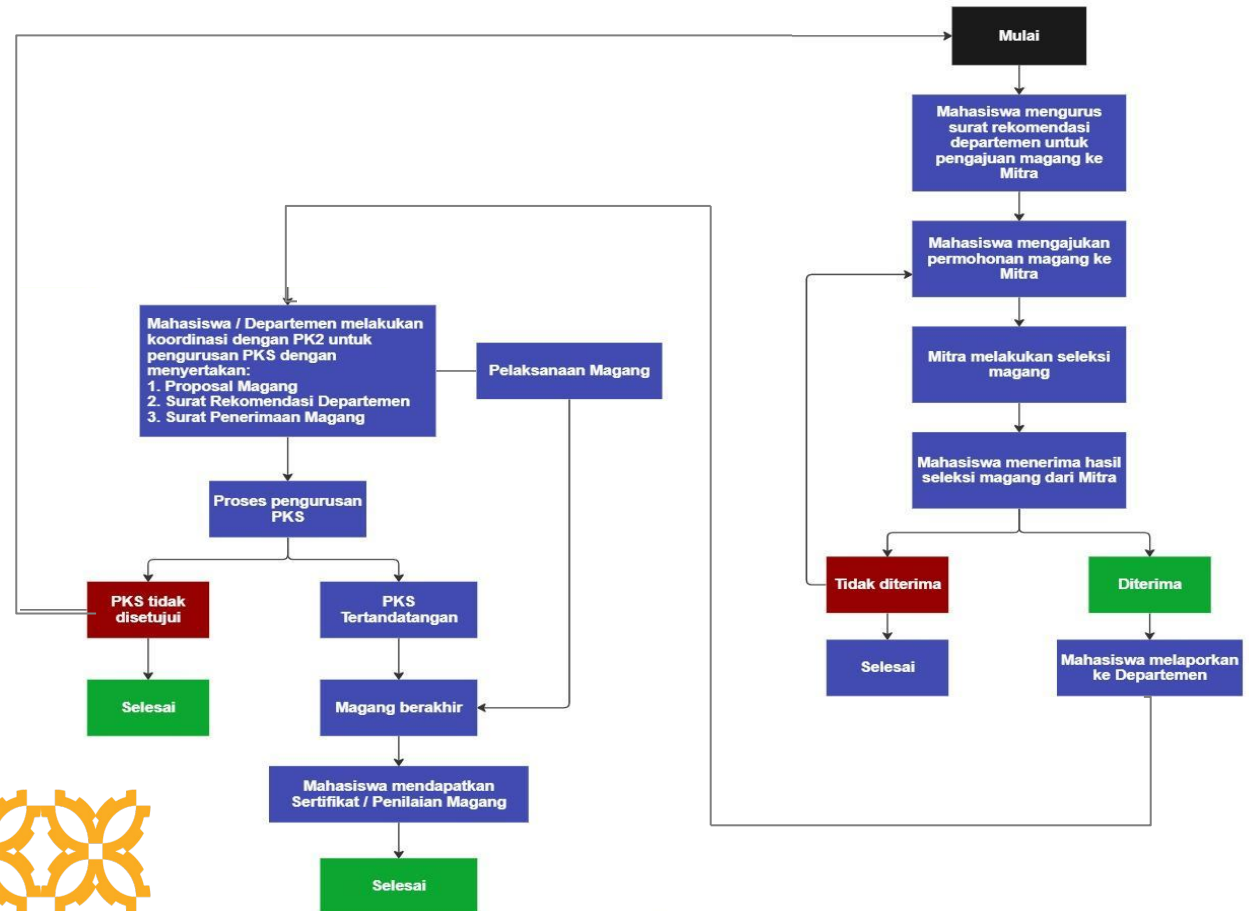 Mulai
Mahasiswa mengurus
surat rekomendasi
departemen untuk
pengajuan magang ke
Mitra
Mahasiswa mengajukan
permohonan magang ke
Mitra
Mitra melakukan seleksi
magang
Mahasiswa menerima hasil
seleksi magang dari Mitra
Tidak diterima
Diterima
Selesai
Mahasiswa melaporkan
ke Departemen
Mahasiswa / Departemen melakukan
koordinasi dengan PK2 untuk
pengurusan PKS dengan
menyertakan:
1. Proposal Magang
2. Surat Rekomendasi Departemen
3. Surat Penerimaan Magang
Pelaksanaan Magang
Proses pengurusan
PKS
PKS tidak
disetujui
PKS
Tertandatangan
Selesai
Magang berakhir
Mahasiswa mendapatkan
Sertifikat / Penilaian Magang
Selesai